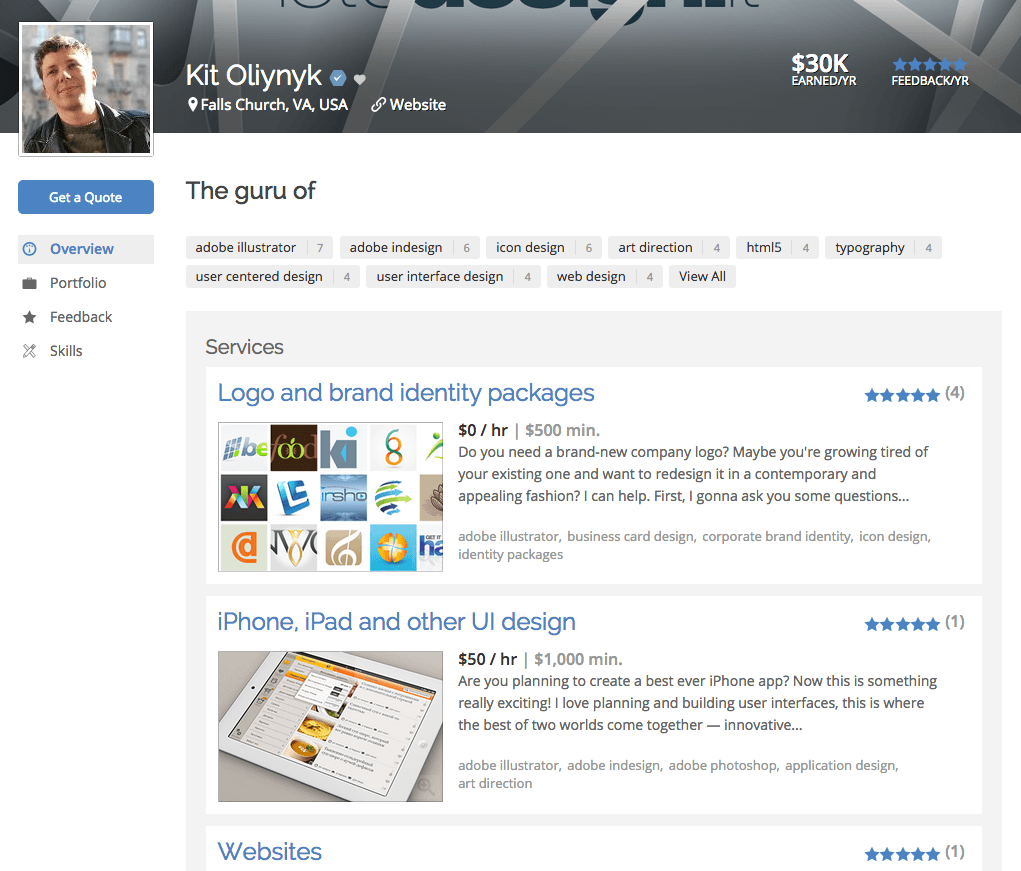 Kit Oliynyk
Falls Church, VA, USA Website
$30K
EARNED/YR
FEEDBACK/YR
Get a Quote
Overview
Portfolio
Feedback
Skills
The guru of
adobe illustrator 7 adobe indesign 6 icon design 6 art direction 4 html5 4 typography 4
user centered design 4 user interface design 4 web design 4 View All
Services
Logo and brand identity packages (4)
be food ki
$0 / hr | $500 min.
Do you need a brand-new company logo? Maybe you're growing tired of
your existing one and want to redesign it in a contemporary and
appealing fashion? I can help. First, I gonna ask you some questions...
adobe illustrator, business card design, corporate brand identity, icon design,
identity packages
iPhone, iPad and other UI design (1)
$50 / hr | $1,000 min.
Are you planning to create a best ever iPhone app? Now this is something
really exciting! I love planning and building user interfaces, this is where
the best of two worlds come together — innovative...
adobe illustrator, adobe indesign, adobe photoshop, application design,
art direction
Websites (1)